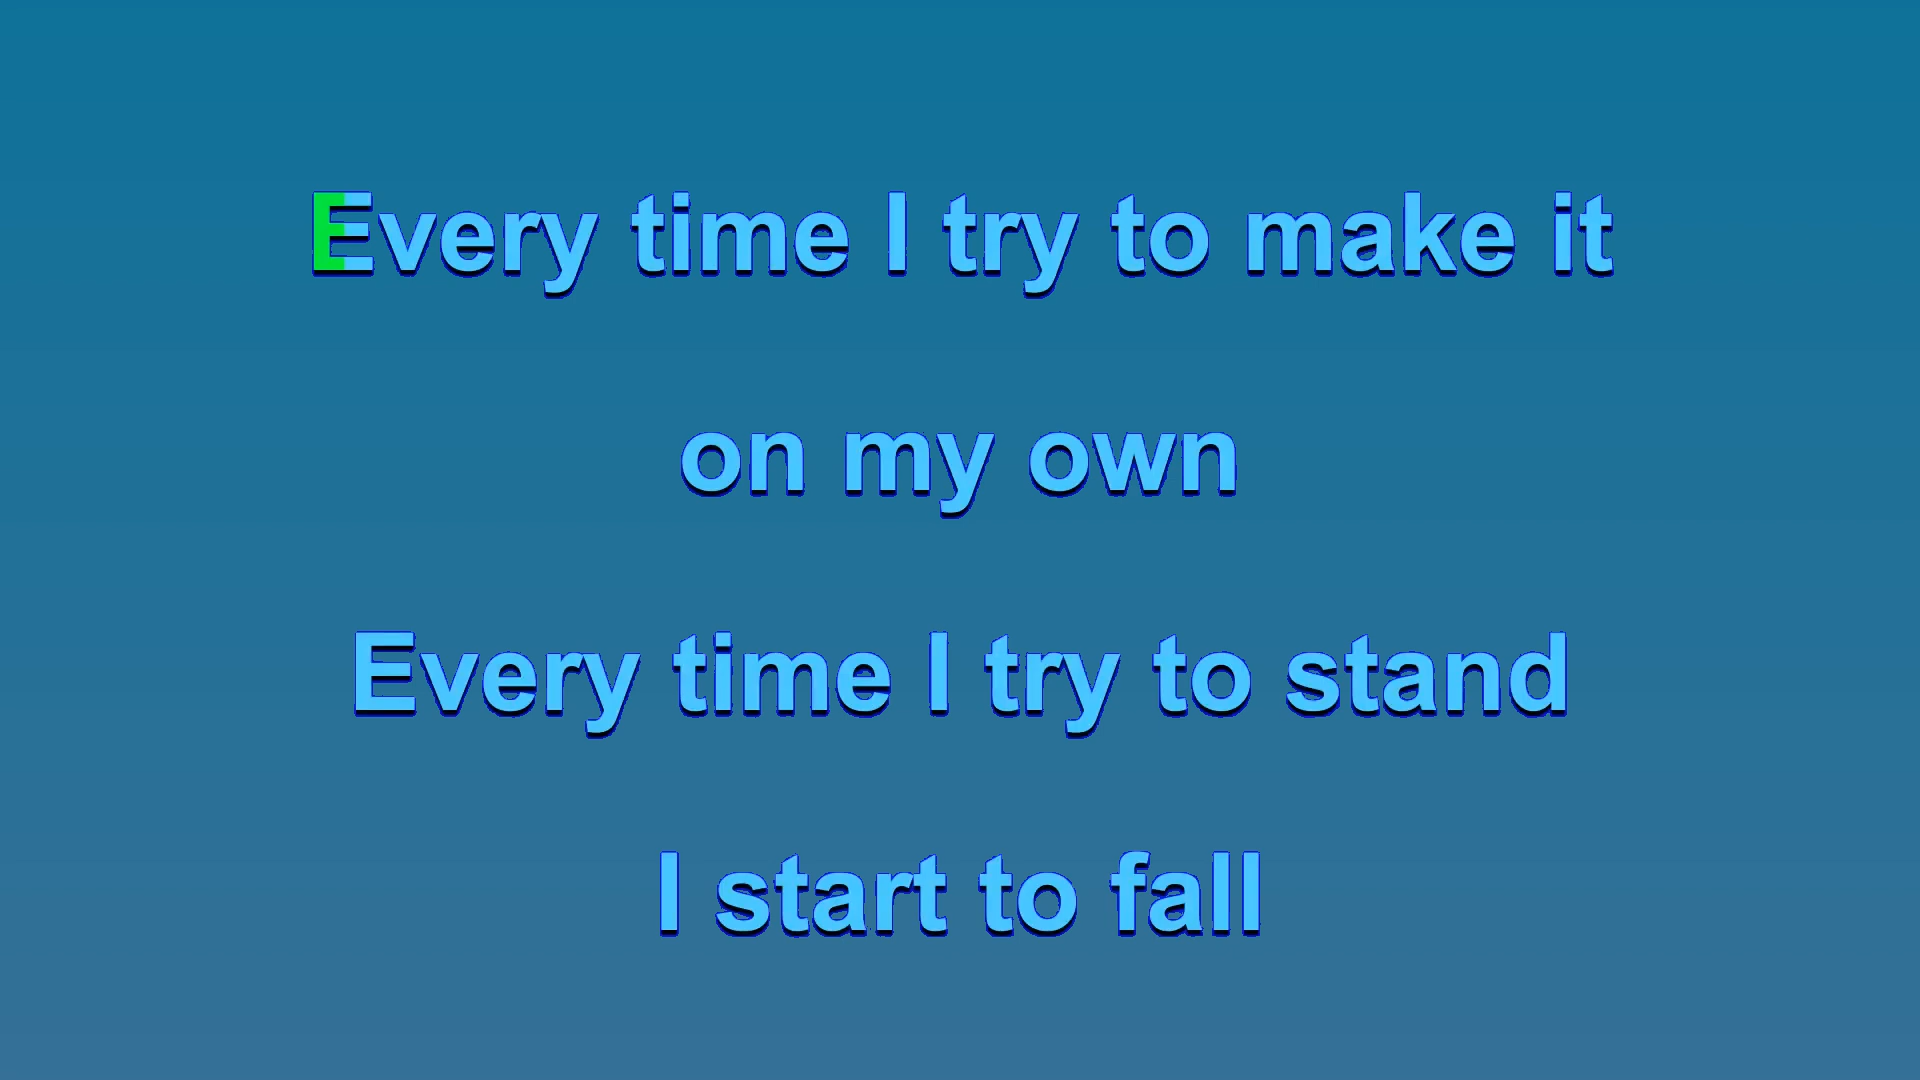 Every time I try to make it
on my own
Every time I try to stand
I start to fall